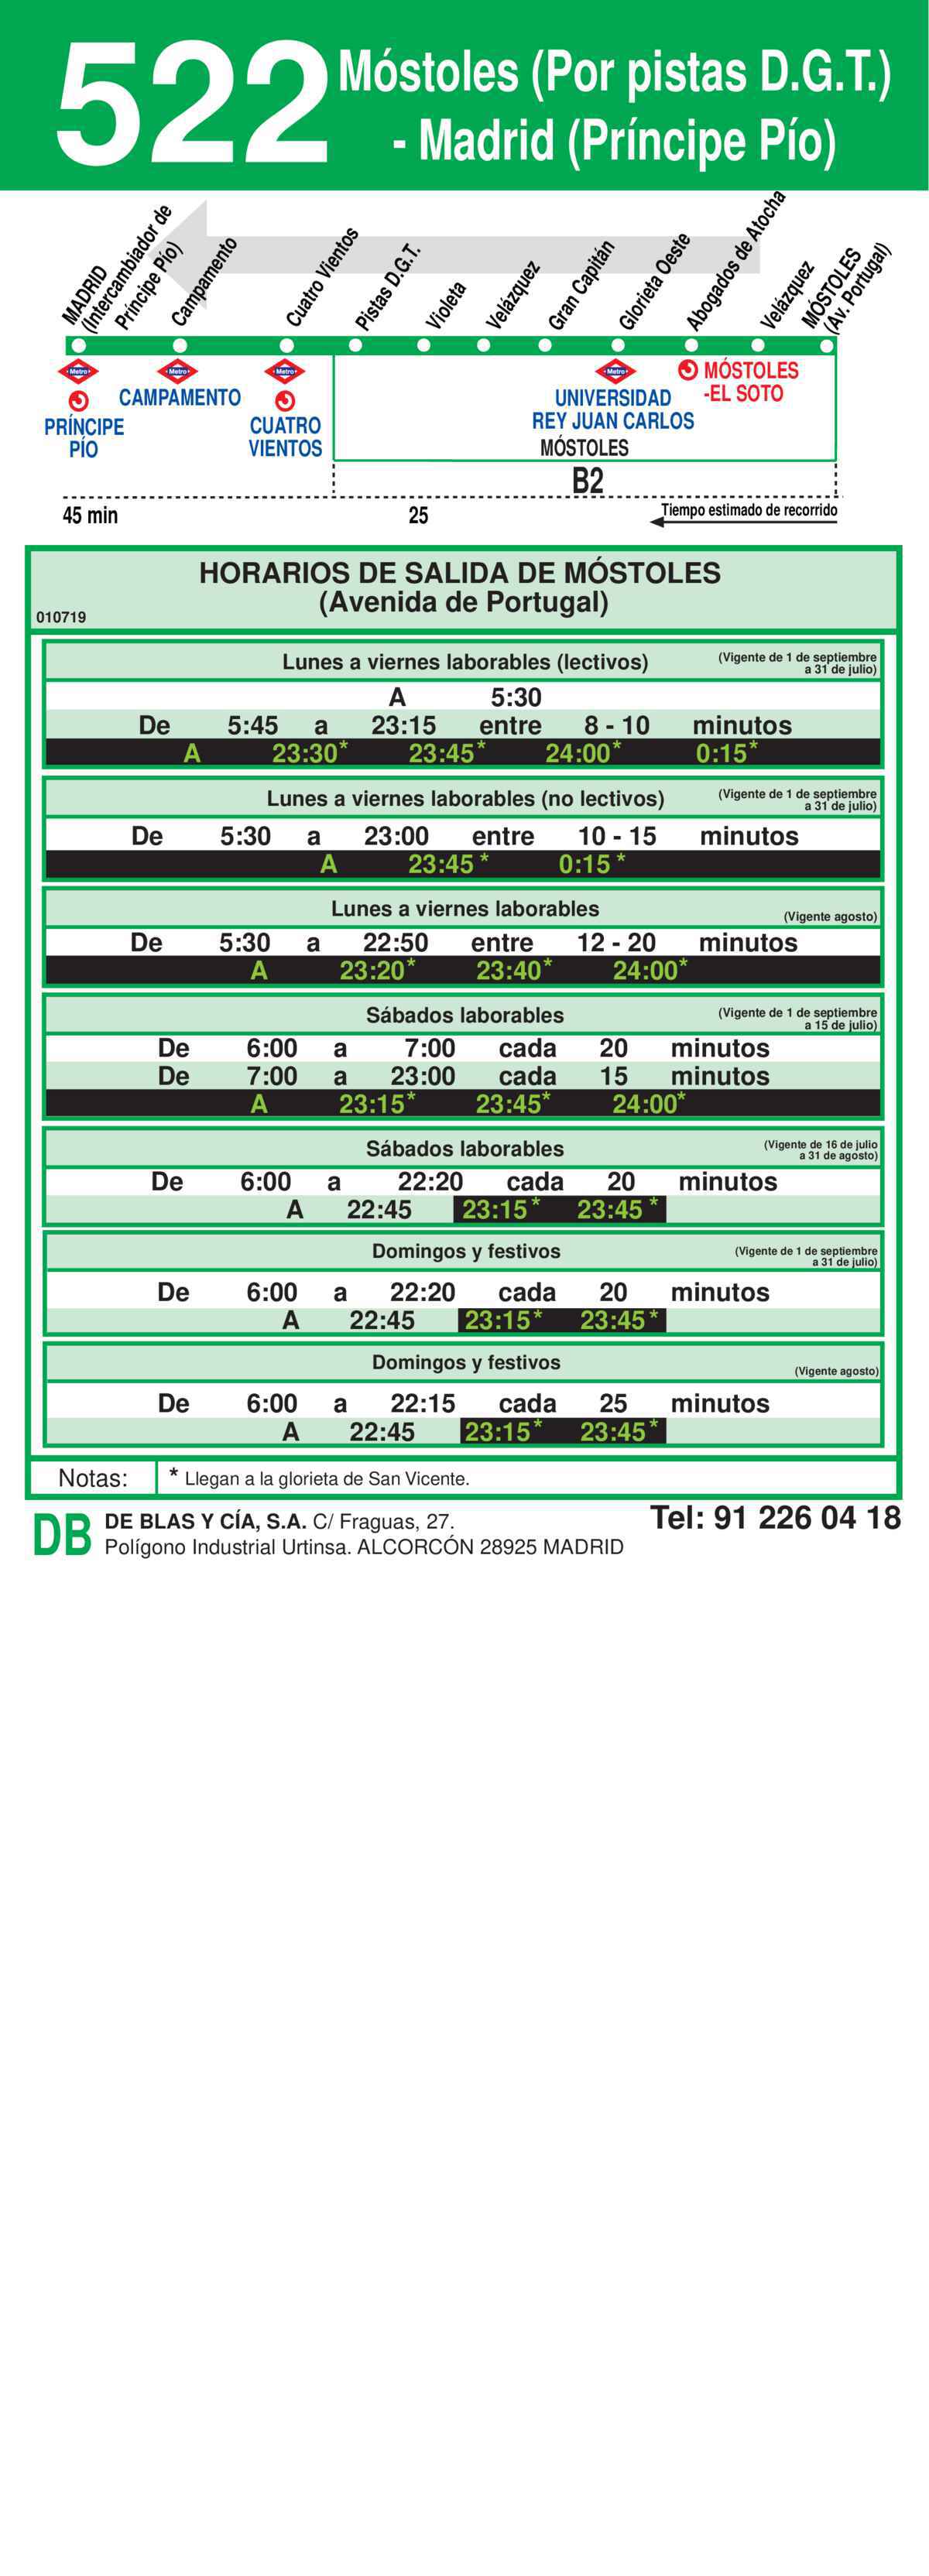 522
Móstoles (Por pistas D.G.T.)
- Madrid (Príncipe Pío)
MADRID
(Intercambiador de
Príncipe Pío)
Campamento
Cuatro Vientos
Pistas D.G.T.
Violeta
Velázquez
Gran Capitán
Glorieta Oeste
Abogados de Atocha
Velázquez
MÓSTOLES
(Av. Portugal)
Metro
Metro
Metro
Metro
PRÍNCIPE
PÍO
CAMPAMENTO
CUATRO
VIENTOS
UNIVERSIDAD
REY JUAN CARLOS
MÓSTOLES
-EL SOTO
MÓSTOLES
B2
45 min 25 Tiempo estimado de recorrido
HORARIOS DE SALIDA DE MÓSTOLES
(Avenida de Portugal)
010719
Lunes a viernes laborables (lectivos) (Vigente de 1 de septiembre
a 31 de julio)
A 5:30
De 5:45 a 23:15 entre 8 - 10 minutos
A 23:30* 23:45* 24:00* 0:15*
Lunes a viernes laborables (no lectivos) (Vigente de 1 de septiembre
a 31 de julio)
De 5:30 a 23:00 entre 10 - 15 minutos
A 23:45 * 0:15 *
Lunes a viernes laborables (Vigente agosto)
De 5:30 a 22:50 entre 12 - 20 minutos
A 23:20* 23:40* 24:00*
Sábados laborables (Vigente de 1 de septiembre
a 15 de julio)
De 6:00 a 7:00 cada 20 minutos
De 7:00 a 23:00 cada 15 minutos
A 23:15* 23:45* 24:00*
Sábados laborables (Vigente de 16 de julio
a 31 de agosto)
De 6:00 a 22:20 cada 20 minutos
A 22:45 23:15 * 23:45 *
Domingos y festivos (Vigente de 1 de septiembre
a 31 de julio)
De 6:00 a 22:20 cada 20 minutos
A 22:45 23:15* 23:45*
Domingos y festivos (Vigente agosto)
De 6:00 a 22:15 cada 25 minutos
A 22:45 23:15* 23:45*
Notas: * Llegan a la glorieta de San Vicente.
DB
DE BLAS Y CÍA, S.A. C/ Fraguas, 27.
Polígono Industrial Urtinsa. ALCORCÓN 28925 MADRID
Tel: 91 226 04 18